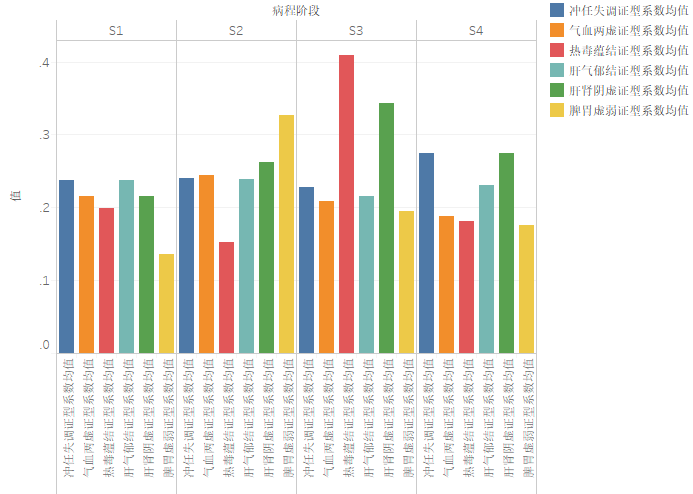 病程阶段
S1
S2
S3
S4
冲任失调证型系数均值
气血两虚证型系数均值
热毒蕴结证型系数均值
肝气郁结证型系数均值
肝肾阴虚证型系数均值
脾胃虚弱证型系数均值
值
.4
.3
.2
.1
.0
冲任失调证型系数均值
气血两虚证型系数均值
热毒蕴结证型系数均值
肝气郁结证型系数均值
肝肾阴虚证型系数均值
脾胃虚弱证型系数均值
冲任失调证型系数均值
气血两虚证型系数均值
热毒蕴结证型系数均值
肝气郁结证型系数均值
肝肾阴虚证型系数均值
脾胃虚弱证型系数均值
冲任失调证型系数均值
气血两虚证型系数均值
热毒蕴结证型系数均值
肝气郁结证型系数均值
肝肾阴虚证型系数均值
脾胃虚弱证型系数均值
冲任失调证型系数均值
气血两虚证型系数均值
热毒蕴结证型系数均值
肝气郁结证型系数均值
肝肾阴虚证型系数均值
脾胃虚弱证型系数均值